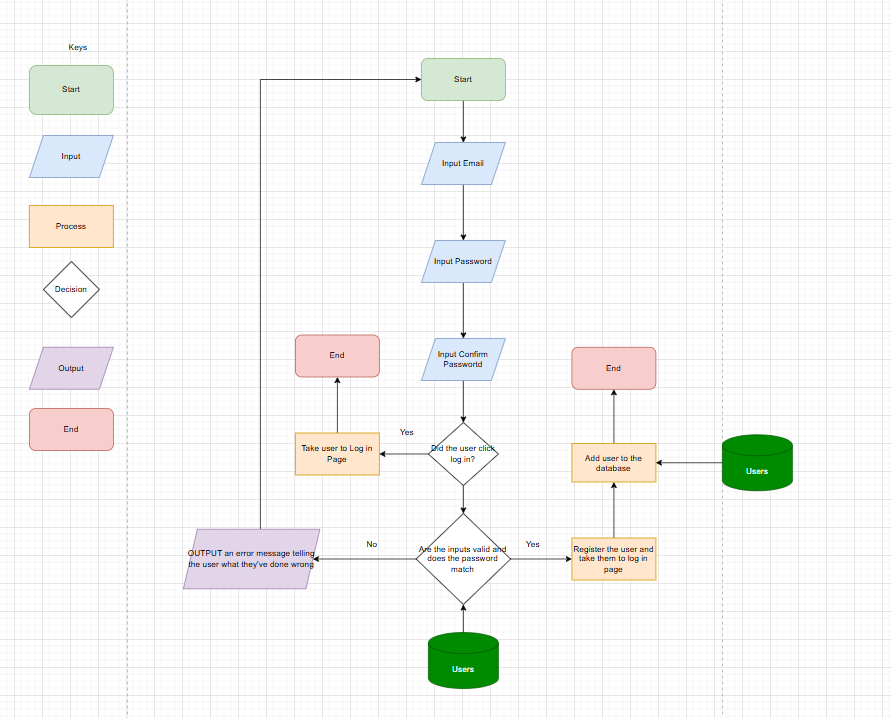 Keys
Start
Input
Process
Decision
Output
End
Start
Input Email
Input Password
Input Confirm
Passwortd
Did the user click
log in?
Yes
Take user to Log in
Page
End
Are the inputs valid and
does the password
match
No
OUTPUT an error message telling
the user what they've done wrong
Yes
Register the user and
take them to log in
page
Add user to the
database
End
Users
Users